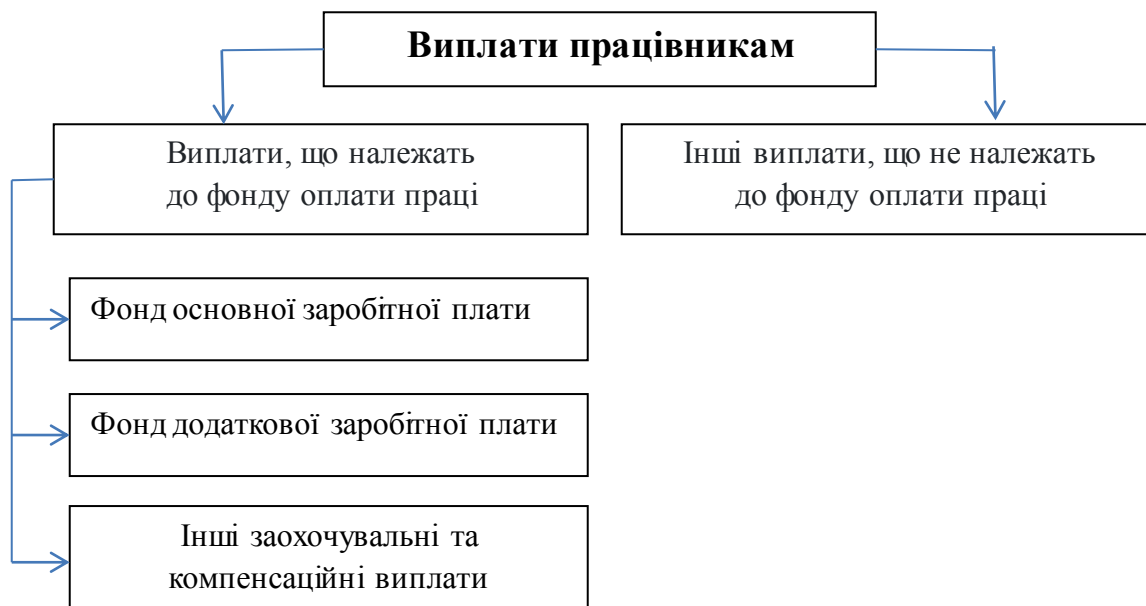 Виплати працівникам
Виплати, що належать
до фонду оплати праці
Інші виплати, що не належать
до фонду оплати праці
Фонд основної заробітної плати
Фонд додаткової заробітної плати
Інші заохочувальні та
компенсаційні виплати